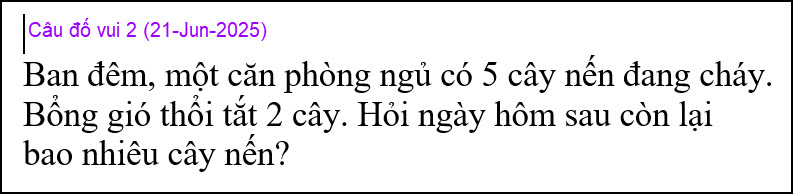 Câu đố vui 2 (21-Jun-2025)
Ban đêm, một căn phòng ngủ có 5 cây nến đang cháy.
Bổng gió thổi tắt 2 cây. Hỏi ngày hôm sau còn lại
bao nhiêu cây nến?